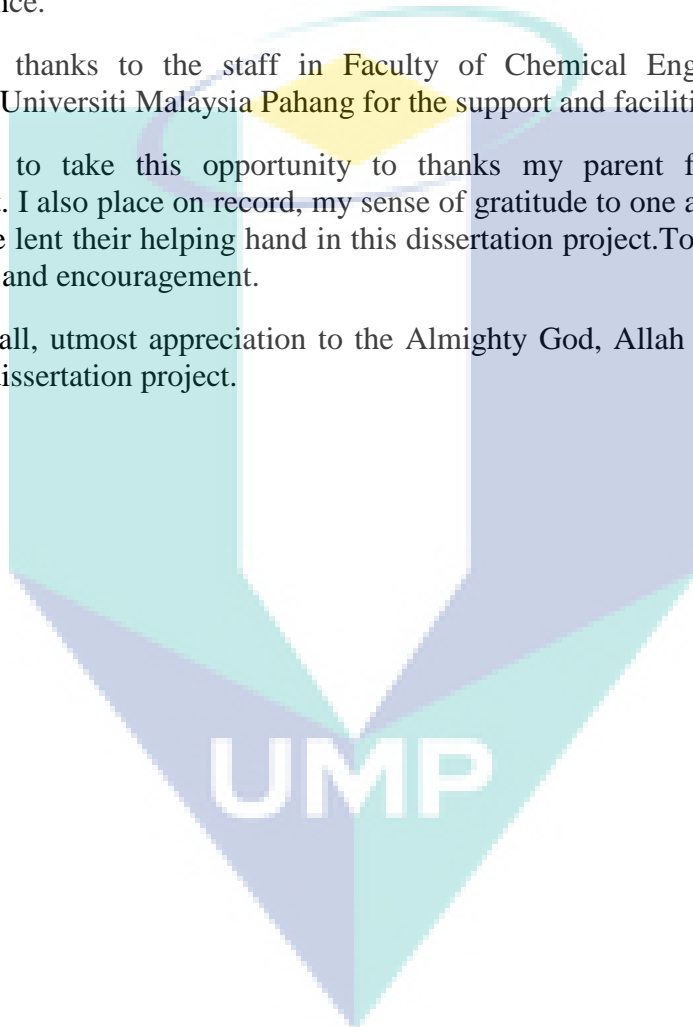 nce.
thanks to the staff in Faculty of Chemical Eng
Universiti Malaysia Pahang for the support and faciliti
to take this opportunity to thanks my parent f
. I also place on record, my sense of gratitude to one a
e lent their helping hand in this dissertation project.To
and encouragement.
all, utmost appreciation to the Almighty God, Allah
dissertation project.
UMP